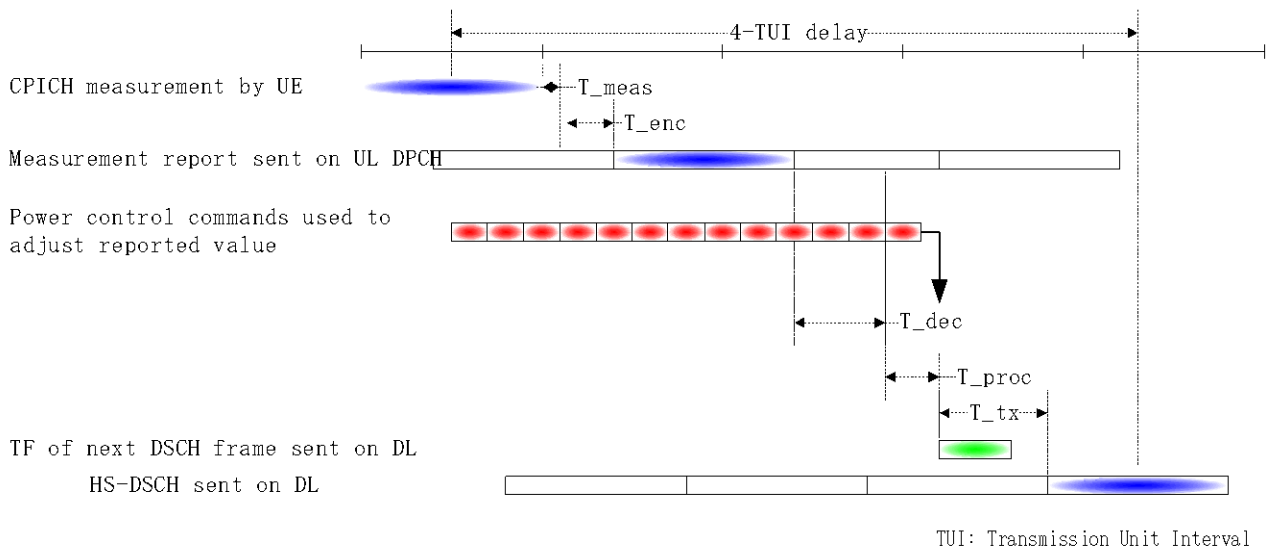 4-TUI delay
CPICH measurement by UE
T_meas
T_enc
Measurement report sent on UL DPCH
Power control commands used to
adjust reported value
T_dec
T_proc
T_tx
TF of next DSCH frame sent on DL
HS-DSCH sent on DL
TUI: Transmission Unit Interval